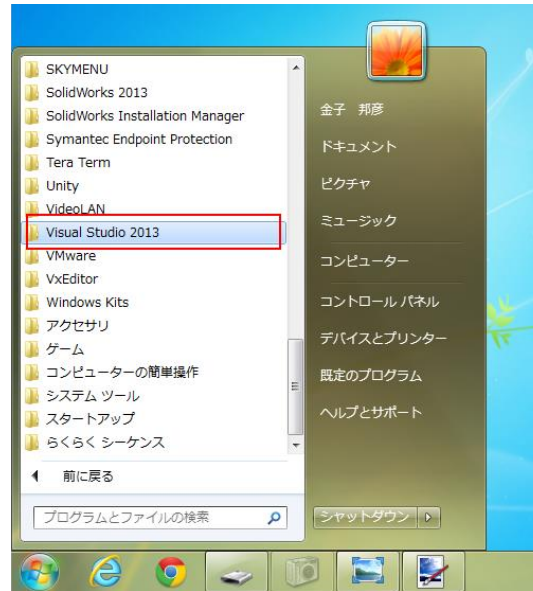 SKYMENU
SolidWorks 2013
SolidWorks Installation Manager
Symantec Endpoint Protection
Tera Term
Unity
VideoLAN
Visual Studio 2013
VMware
VxEditor
Windows Kits
アクセサリ
ゲーム
コンピューターの簡単操作
システム ツール
スタートアップ
らくらく シーケンス
前に戻る
プログラムとファイルの検索
金子 邦彦
ドキュメント
ピクチャ
ミュージック
コンピューター
コントロール パネル
デバイスとプリンター
既定のプログラム
ヘルプとサポート
シャットダウン